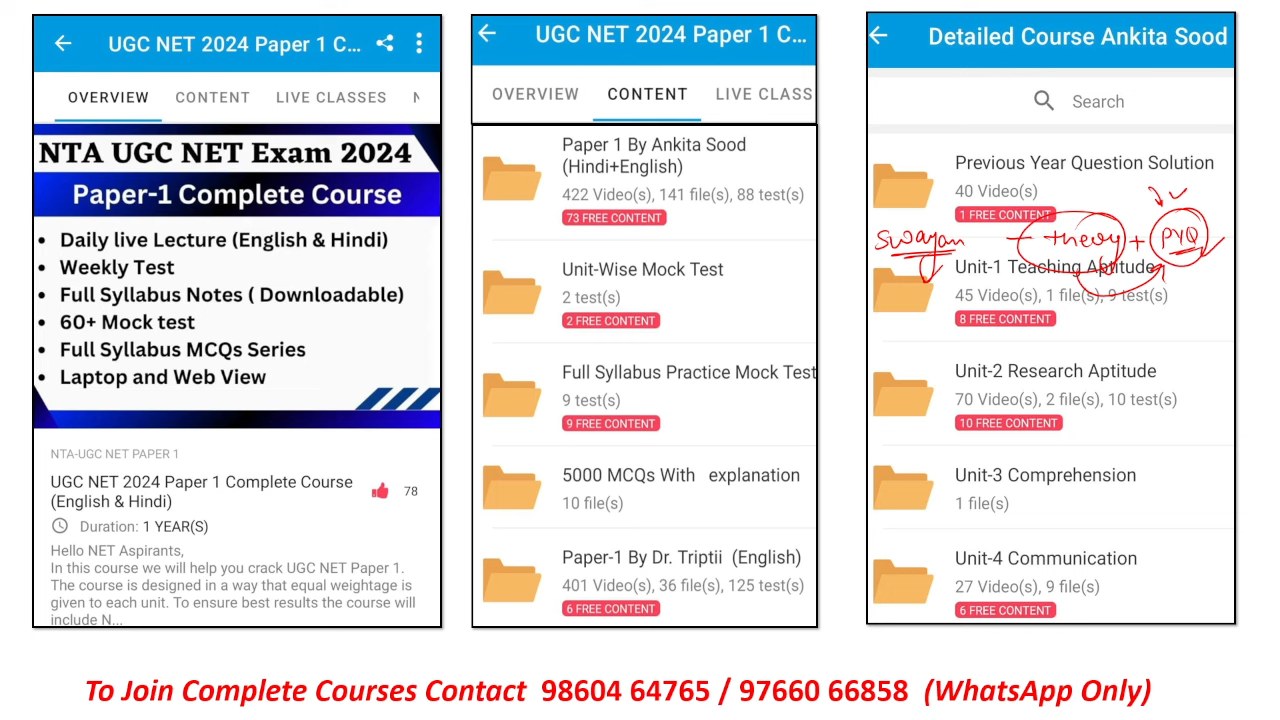 UGC NET 2024 Paper 1 C...
OVERVIEW CONTENT LIVE CLASSES
NTA UGC NET Exam 2024
Paper-1 Complete Course
• Daily live Lecture (English & Hindi)
• Weekly Test
• Full Syllabus Notes ( Downloadable)
• 60+ Mock test
• Full Syllabus MCQs Series
• Laptop and Web View
NTA-UGC NET PAPER 1
UGC NET 2024 Paper 1 Complete Course
(English & Hindi)
78
Duration: 1 YEAR(S)
Hello NET Aspirants,
In this course we will help you crack UGC NET Paper 1.
The course is designed in a way that equal weightage is
given to each unit. To ensure best results the course will
include N...
UGC NET 2024 Paper 1 C...
OVERVIEW CONTENT LIVE CLASS
Paper 1 By Ankita Sood
(Hindi+English)
422 Video(s), 141 file(s), 88 test(s)
73 FREE CONTENT
Unit-Wise Mock Test
2 test(s)
2 FREE CONTENT
Full Syllabus Practice Mock Test
9 test(s)
9 FREE CONTENT
5000 MCQs With explanation
10 file(s)
Paper-1 By Dr. Triptii (English)
401 Video(s), 36 file(s), 125 test(s)
6 FREE CONTENT
Detailed Course Ankita Sood
Search
Previous Year Question Solution
40 Video(s)
1 FREE CONTENT
Swayam - theory + PYQ
Unit-1 Teaching Aptitude
45 Video(s), 1 file(s), 9 test(s)
8 FREE CONTENT
Unit-2 Research Aptitude
70 Video(s), 2 file(s), 10 test(s)
10 FREE CONTENT
Unit-3 Comprehension
1 file(s)
Unit-4 Communication
27 Video(s), 9 file(s)
6 FREE CONTENT
To Join Complete Courses Contact 98604 64765 / 97660 66858 (WhatsApp Only)